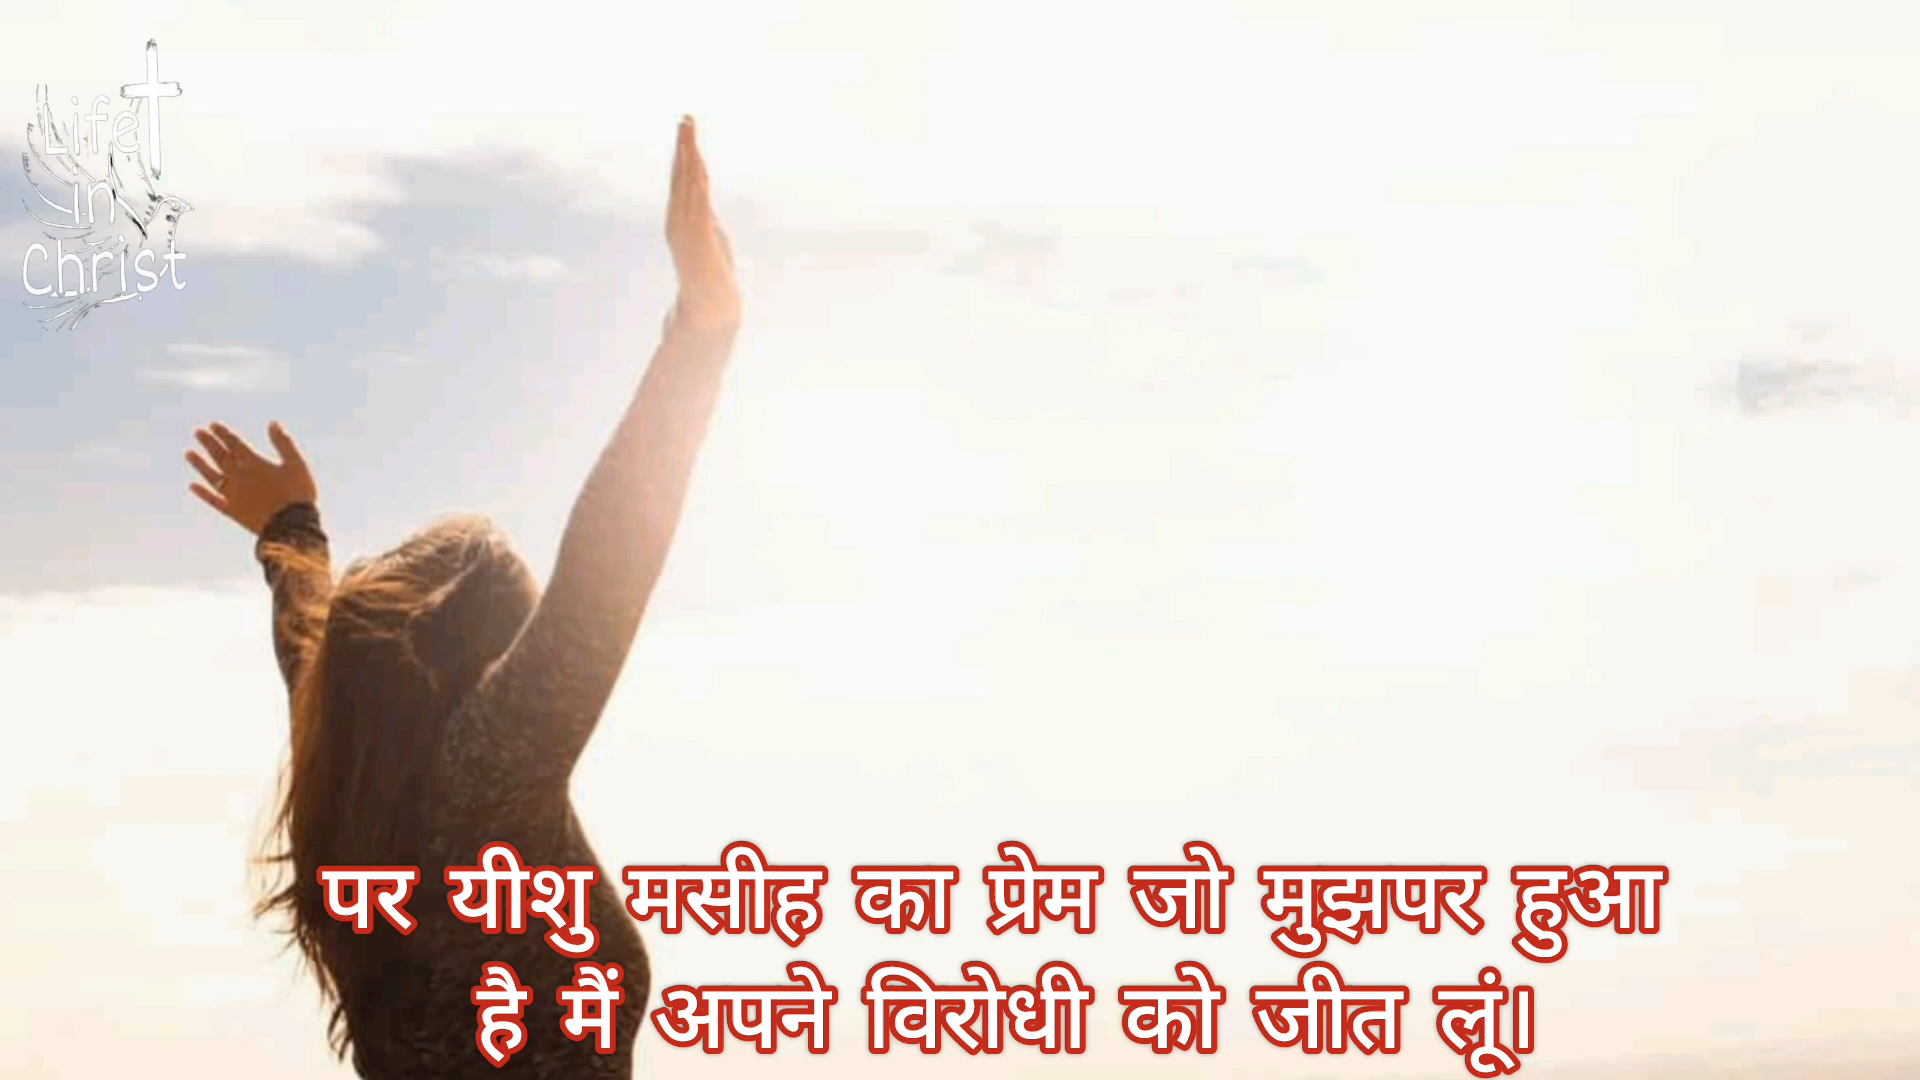 Life
in
Christ
पर यीशु मसीह का प्रेम जो मुझपर हुआ
है मैं अपने विरोधी को जीत लूं।